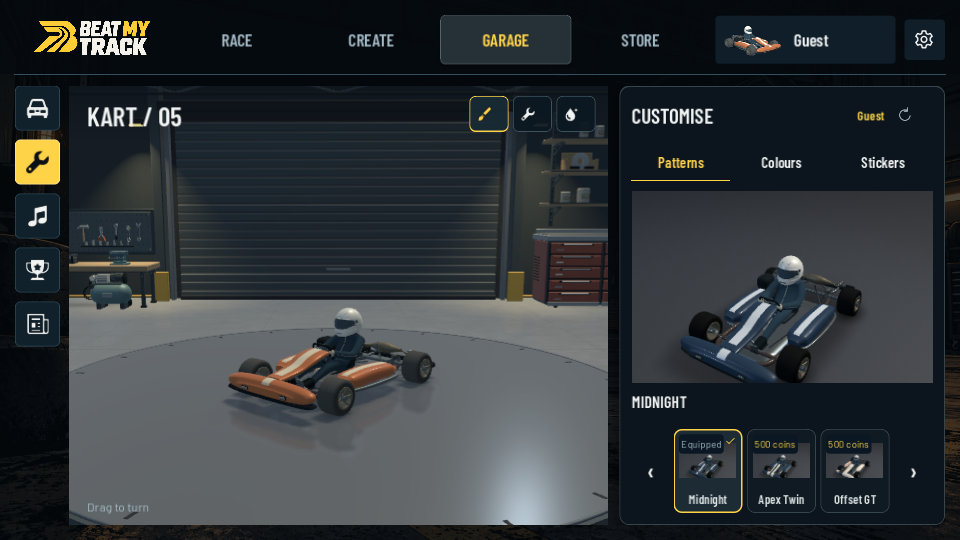 BEAT MY
TRACK
RACE
CREATE
GARAGE
STORE
Guest
KART / 05
CUSTOMISE
Guest
Patterns
Colours
Stickers
MIDNIGHT
Equipped
500 coins
500 coins
‹
Midnight
Apex Twin
Offset GT
›
Drag to turn